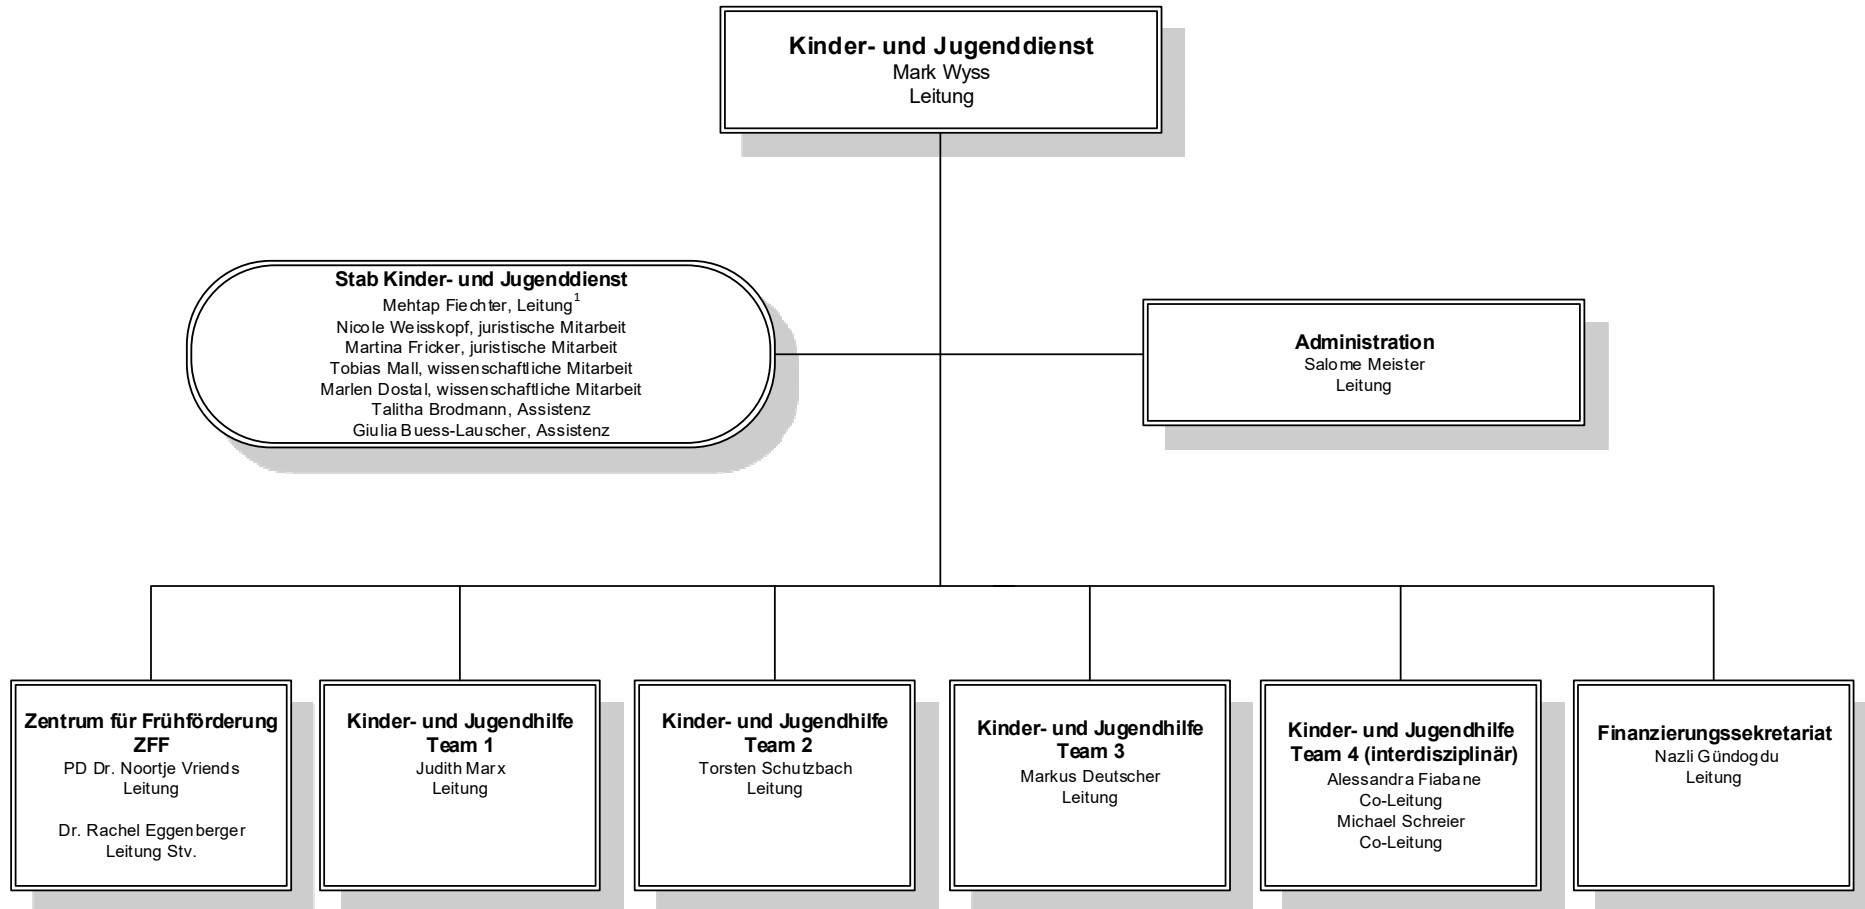 Kinder- und Jugenddienst
Mark Wyss
Leitung
Stab Kinder- und Jugenddienst
Mehtap Fiechter, Leitung¹
Nicole Weisskopf, juristische Mitarbeit
Martina Fricker, juristische Mitarbeit
Tobias Mall, wissenschaftliche Mitarbeit
Marlen Dostal, wissenschaftliche Mitarbeit
Talitha Brodmann, Assistenz
Giulia Buess-Lauscher, Assistenz
Administration
Salome Meister
Leitung
Zentrum für Frühförderung
ZFF
PD Dr. Noortje Vriends
Leitung
Dr. Rachel Eggenberger
Leitung Stv.
Kinder- und Jugendhilfe
Team 1
Judith Marx
Leitung
Kinder- und Jugendhilfe
Team 2
Torsten Schutzbach
Leitung
Kinder- und Jugendhilfe
Team 3
Markus Deutscher
Leitung
Kinder- und Jugendhilfe
Team 4 (interdisziplinär)
Alessandra Fiabane
Co-Leitung
Michael Schreier
Co-Leitung
Finanzierungssekretariat
Nazli Gündogdu
Leitung